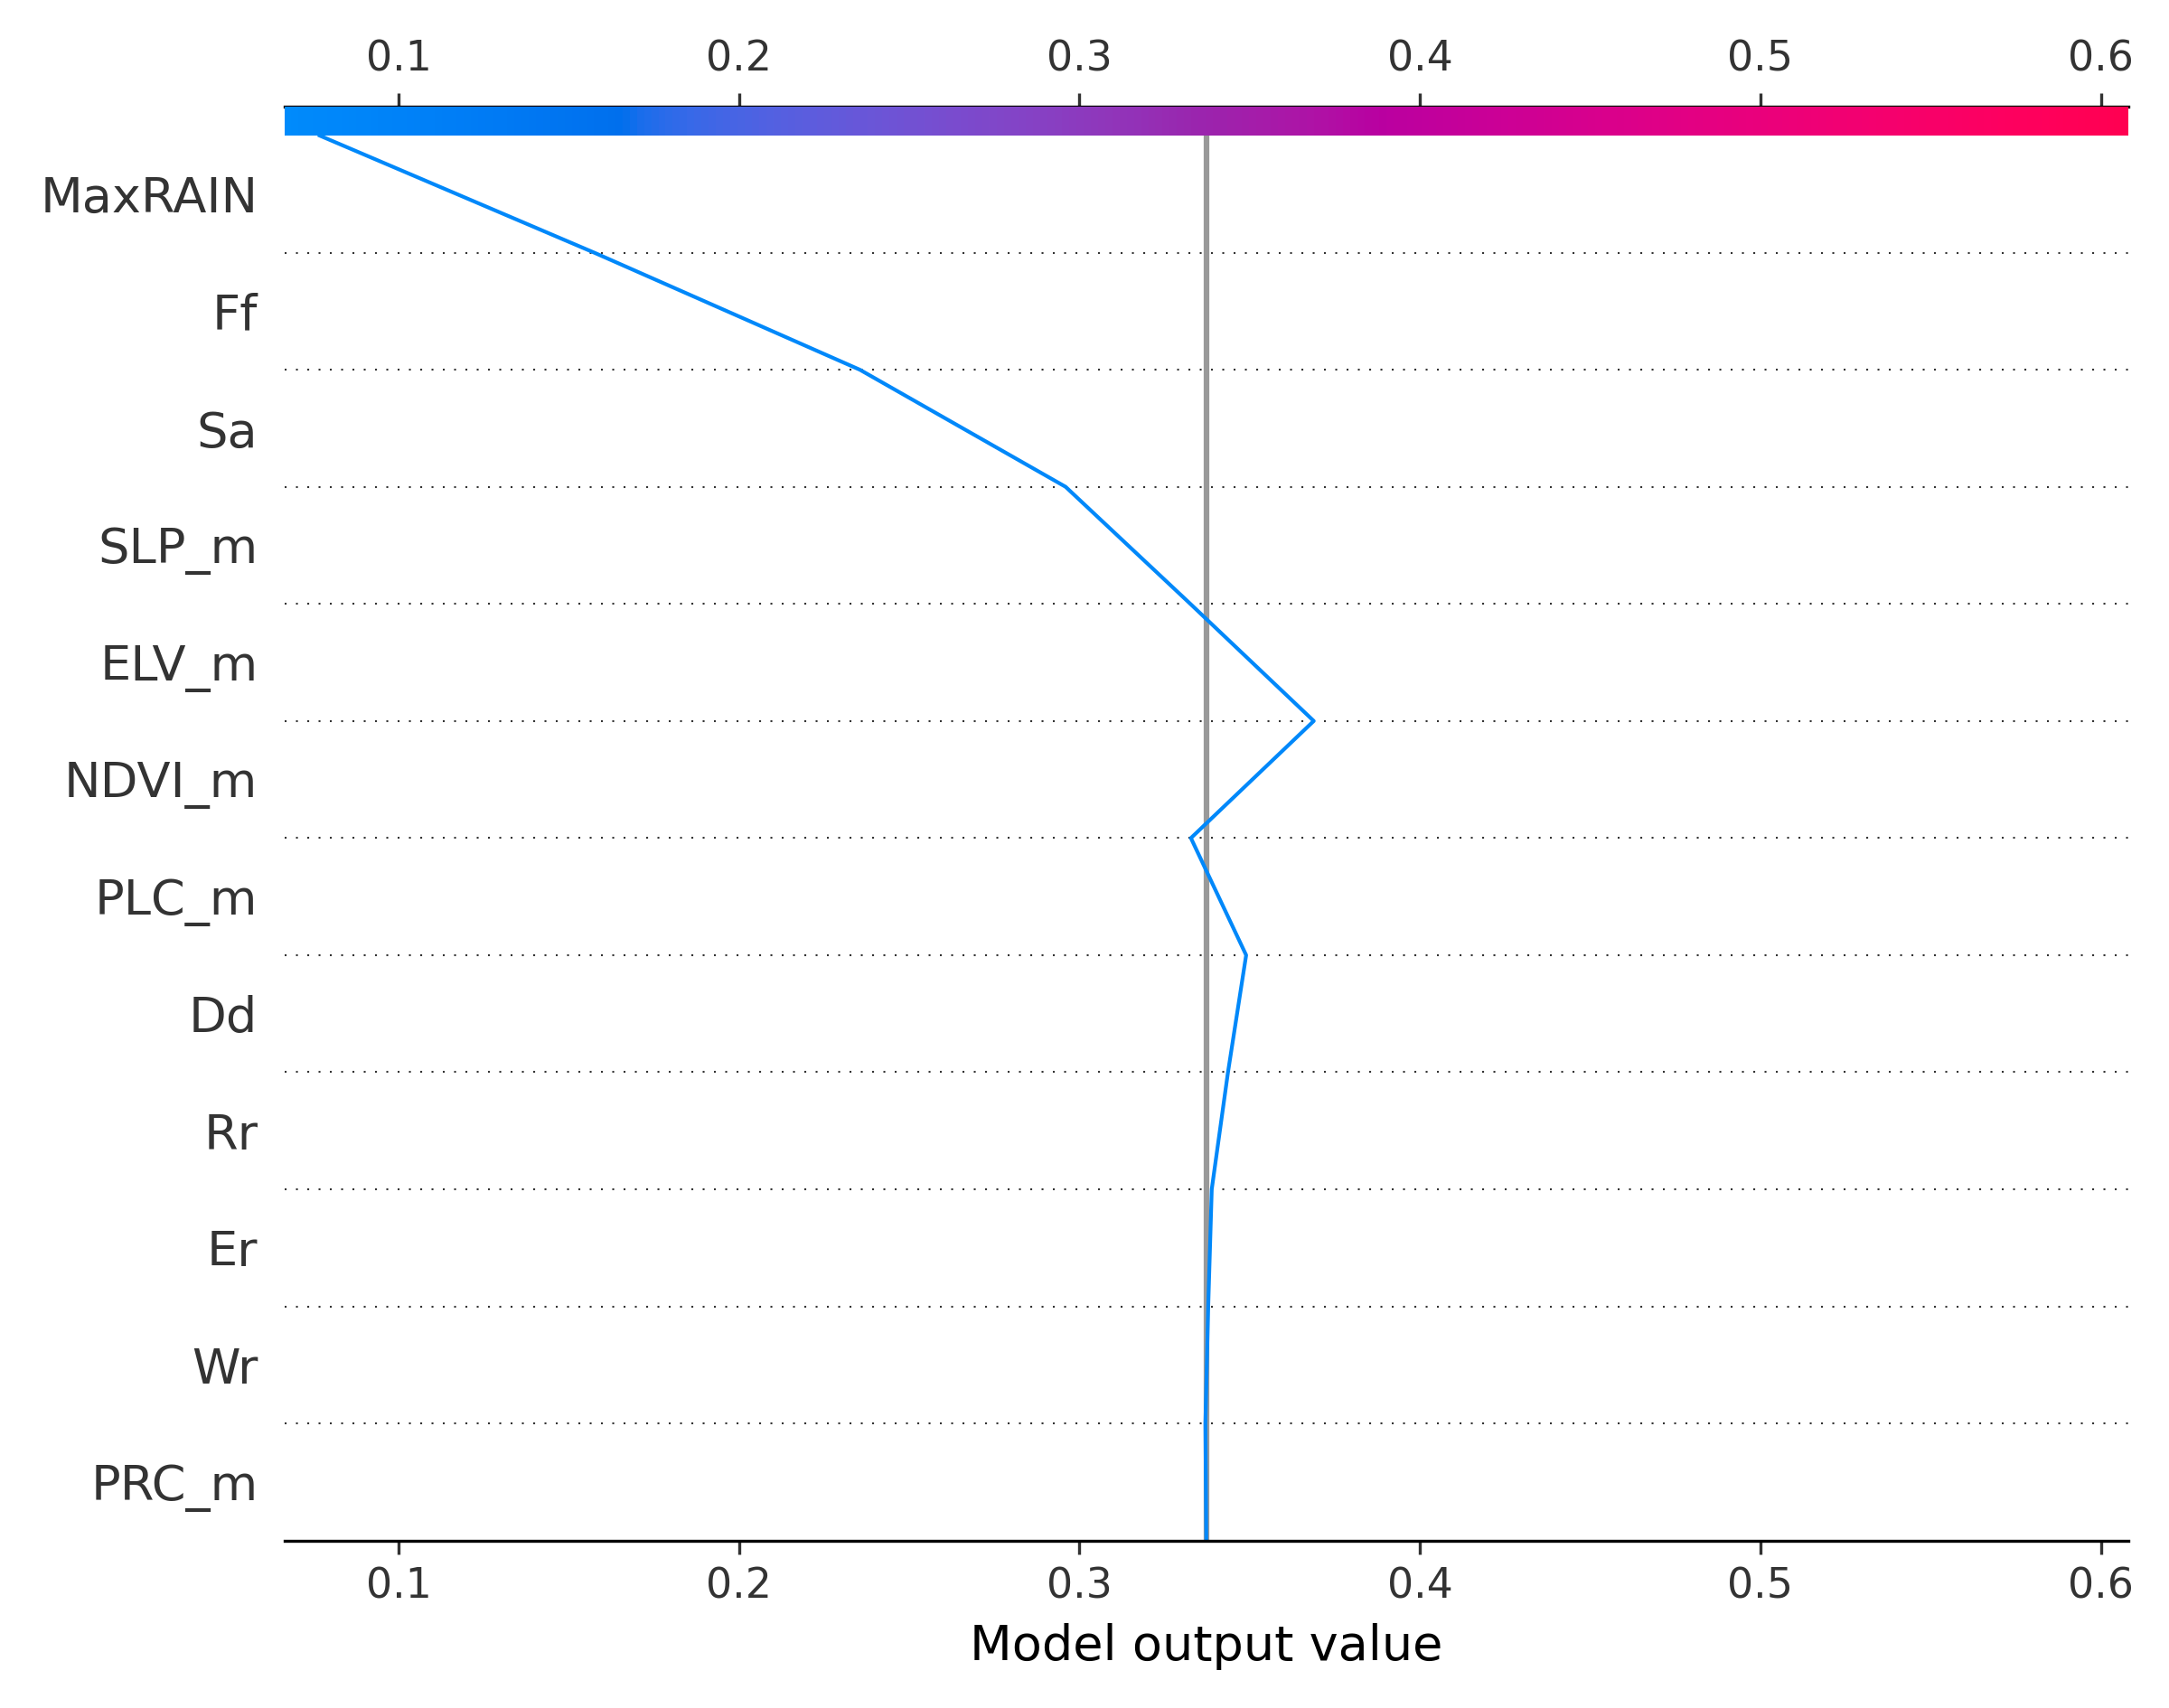 0.1 0.2 0.3 0.4 0.5 0.6
MaxRAIN
Ff
Sa
SLP_m
ELV_m
NDVI_m
PLC_m
Dd
Rr
Er
Wr
PRC_m
0.1 0.2 0.3 0.4 0.5 0.6
Model output value